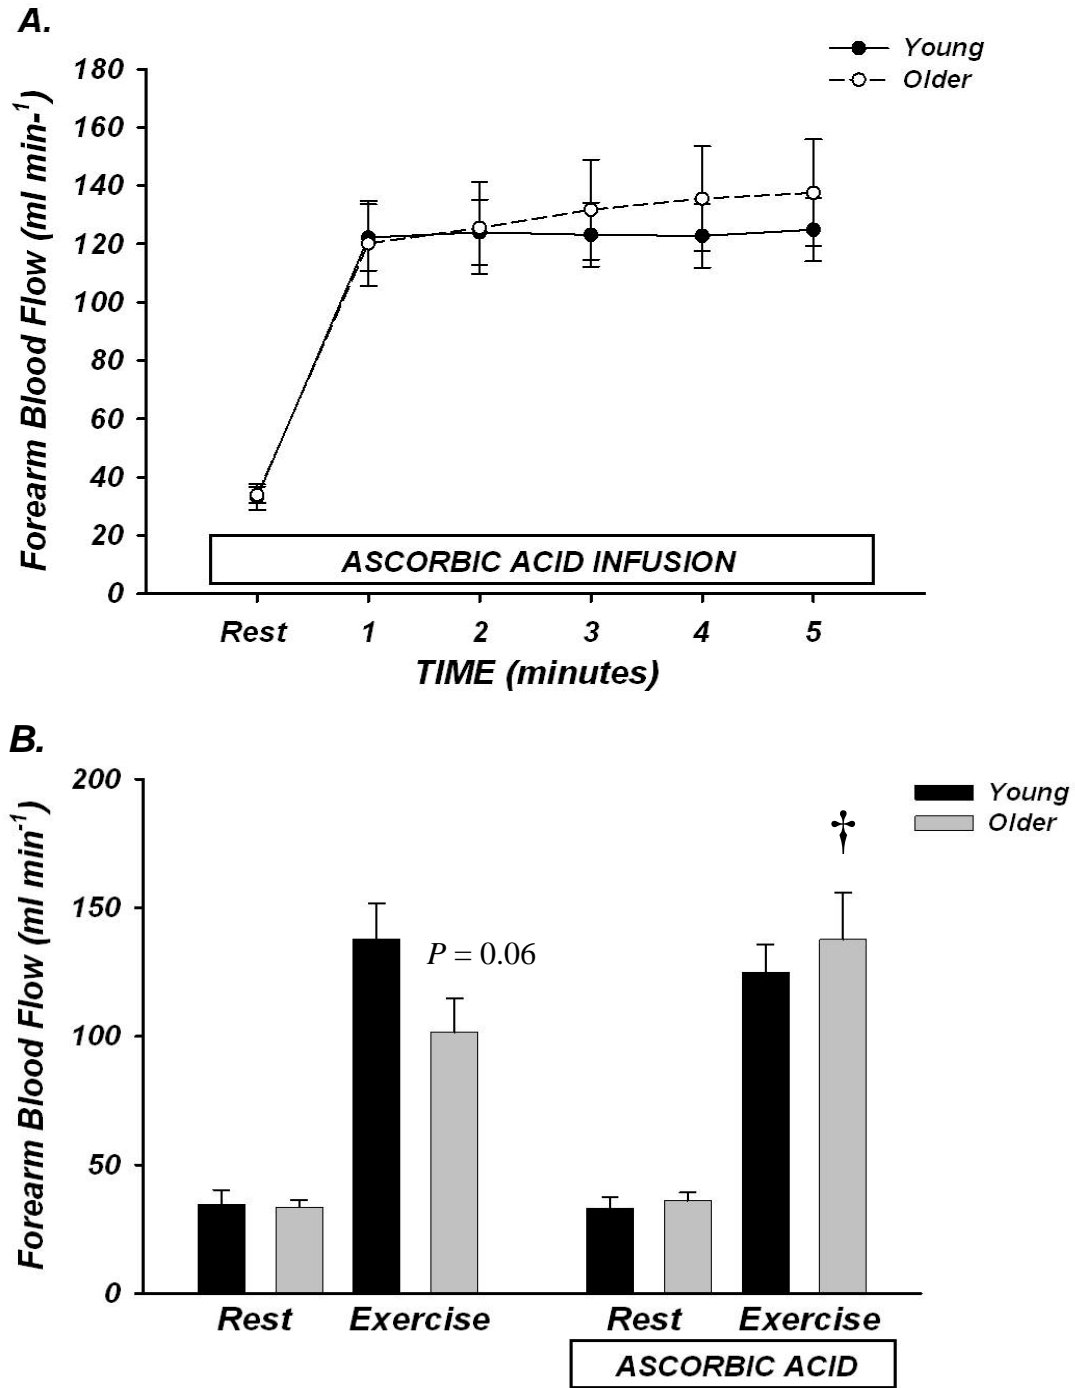 A.
Young
Older
Forearm Blood Flow (ml min-1)
180
160
140
120
100
80
60
40
20
0
ASCORBIC ACID INFUSION
Rest 1 2 3 4 5
TIME (minutes)
B.
Young
Older
Forearm Blood Flow (ml min-1)
200
150
100
50
0
†
P = 0.06
Rest Exercise Rest Exercise
ASCORBIC ACID